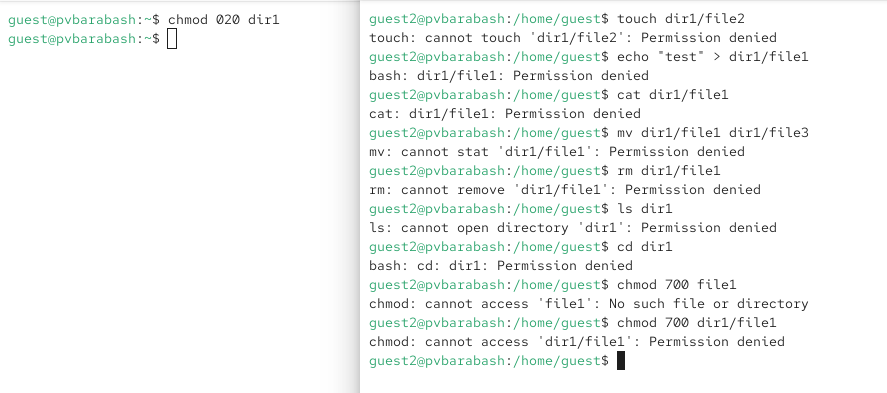 guest@pvbarabash:~$ chmod 020 dir1
guest@pvbarabash:~$
guest2@pvbarabash:/home/guest$ touch dir1/file2
touch: cannot touch 'dir1/file2': Permission denied
guest2@pvbarabash:/home/guest$ echo "test" > dir1/file1
bash: dir1/file1: Permission denied
guest2@pvbarabash:/home/guest$ cat dir1/file1
cat: dir1/file1: Permission denied
guest2@pvbarabash:/home/guest$ mv dir1/file1 dir1/file3
mv: cannot stat 'dir1/file1': Permission denied
guest2@pvbarabash:/home/guest$ rm dir1/file1
rm: cannot remove 'dir1/file1': Permission denied
guest2@pvbarabash:/home/guest$ ls dir1
ls: cannot open directory 'dir1': Permission denied
guest2@pvbarabash:/home/guest$ cd dir1
bash: cd: dir1: Permission denied
guest2@pvbarabash:/home/guest$ chmod 700 file1
chmod: cannot access 'file1': No such file or directory
guest2@pvbarabash:/home/guest$ chmod 700 dir1/file1
chmod: cannot access 'dir1/file1': Permission denied
guest2@pvbarabash:/home/guest$